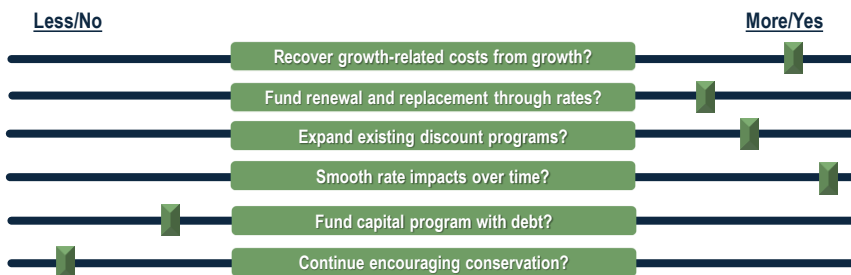 Less/No
More/Yes
Recover growth-related costs from growth?
Fund renewal and replacement through rates?
Expand existing discount programs?
Smooth rate impacts over time?
Fund capital program with debt?
Continue encouraging conservation?